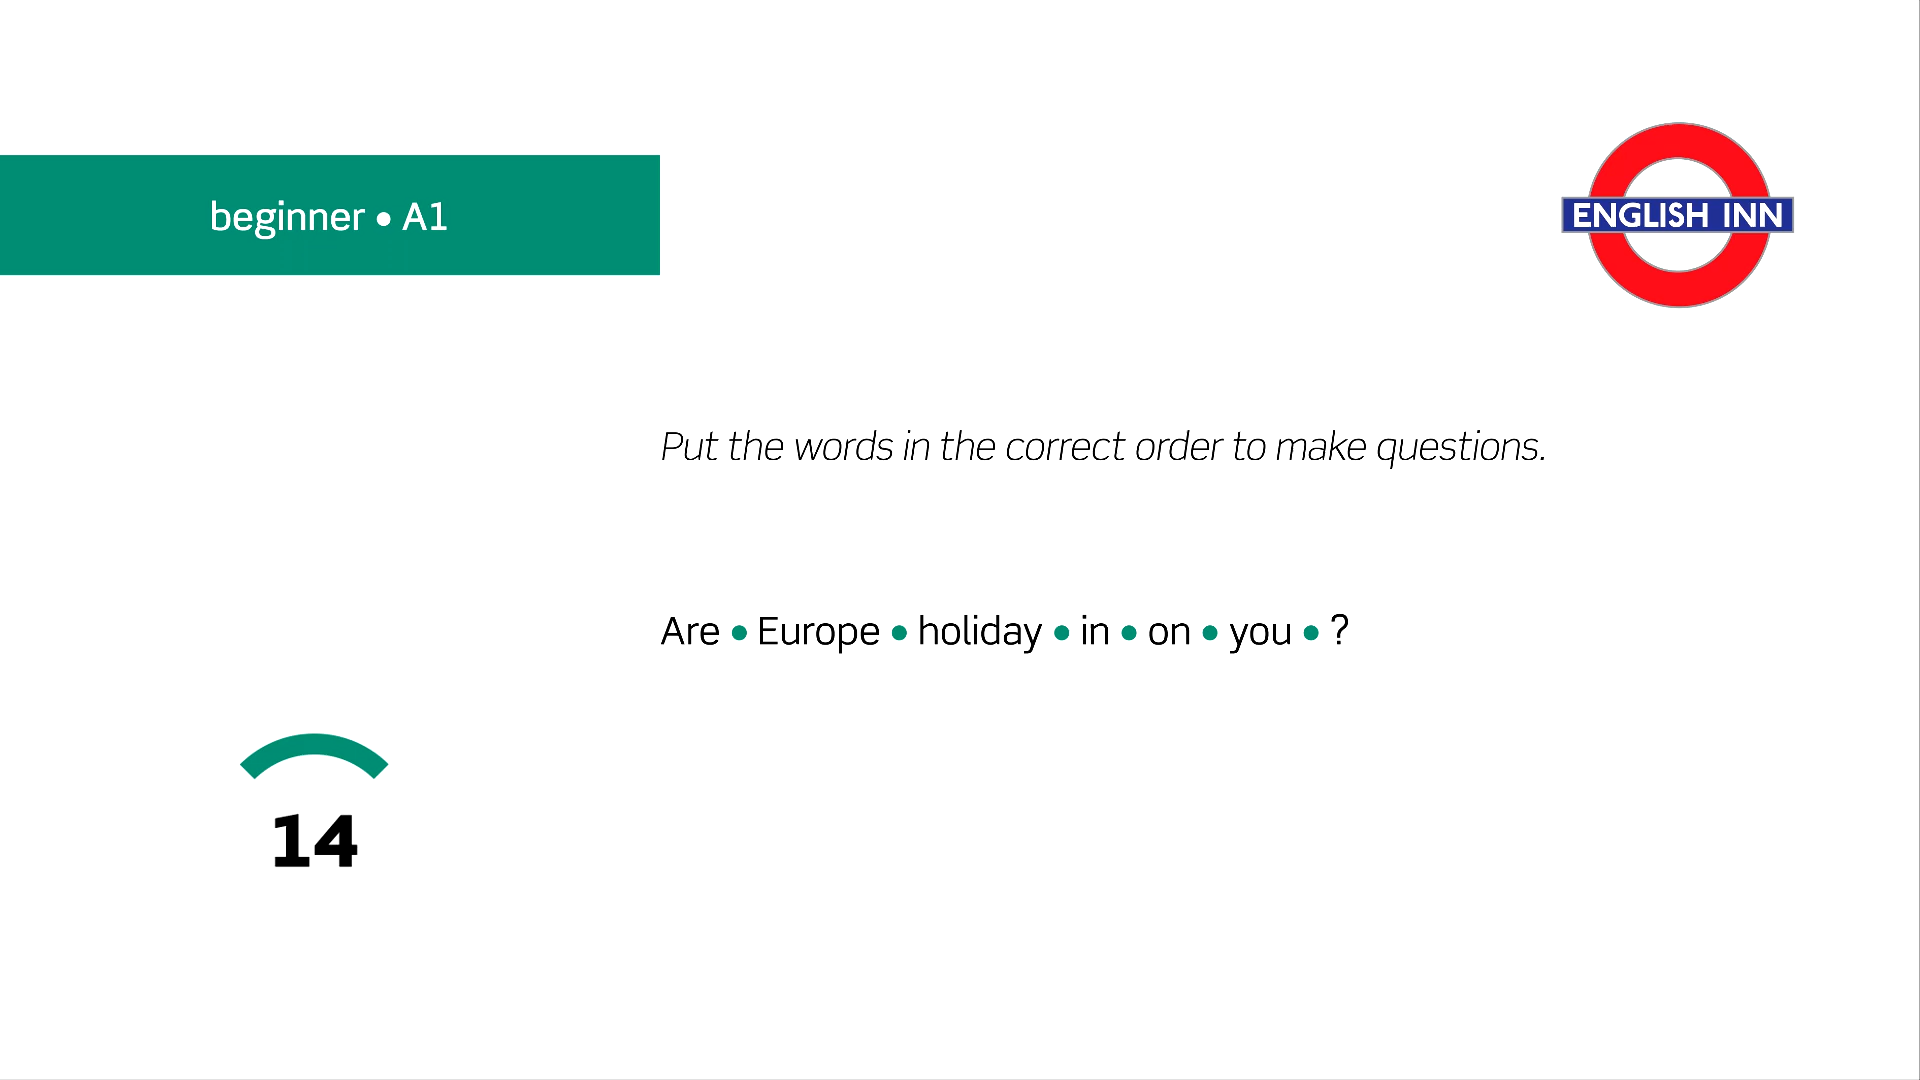 beginner • A1
ENGLISH INN
Put the words in the correct order to make questions.
Are • Europe • holiday • in • on • you • ?
14